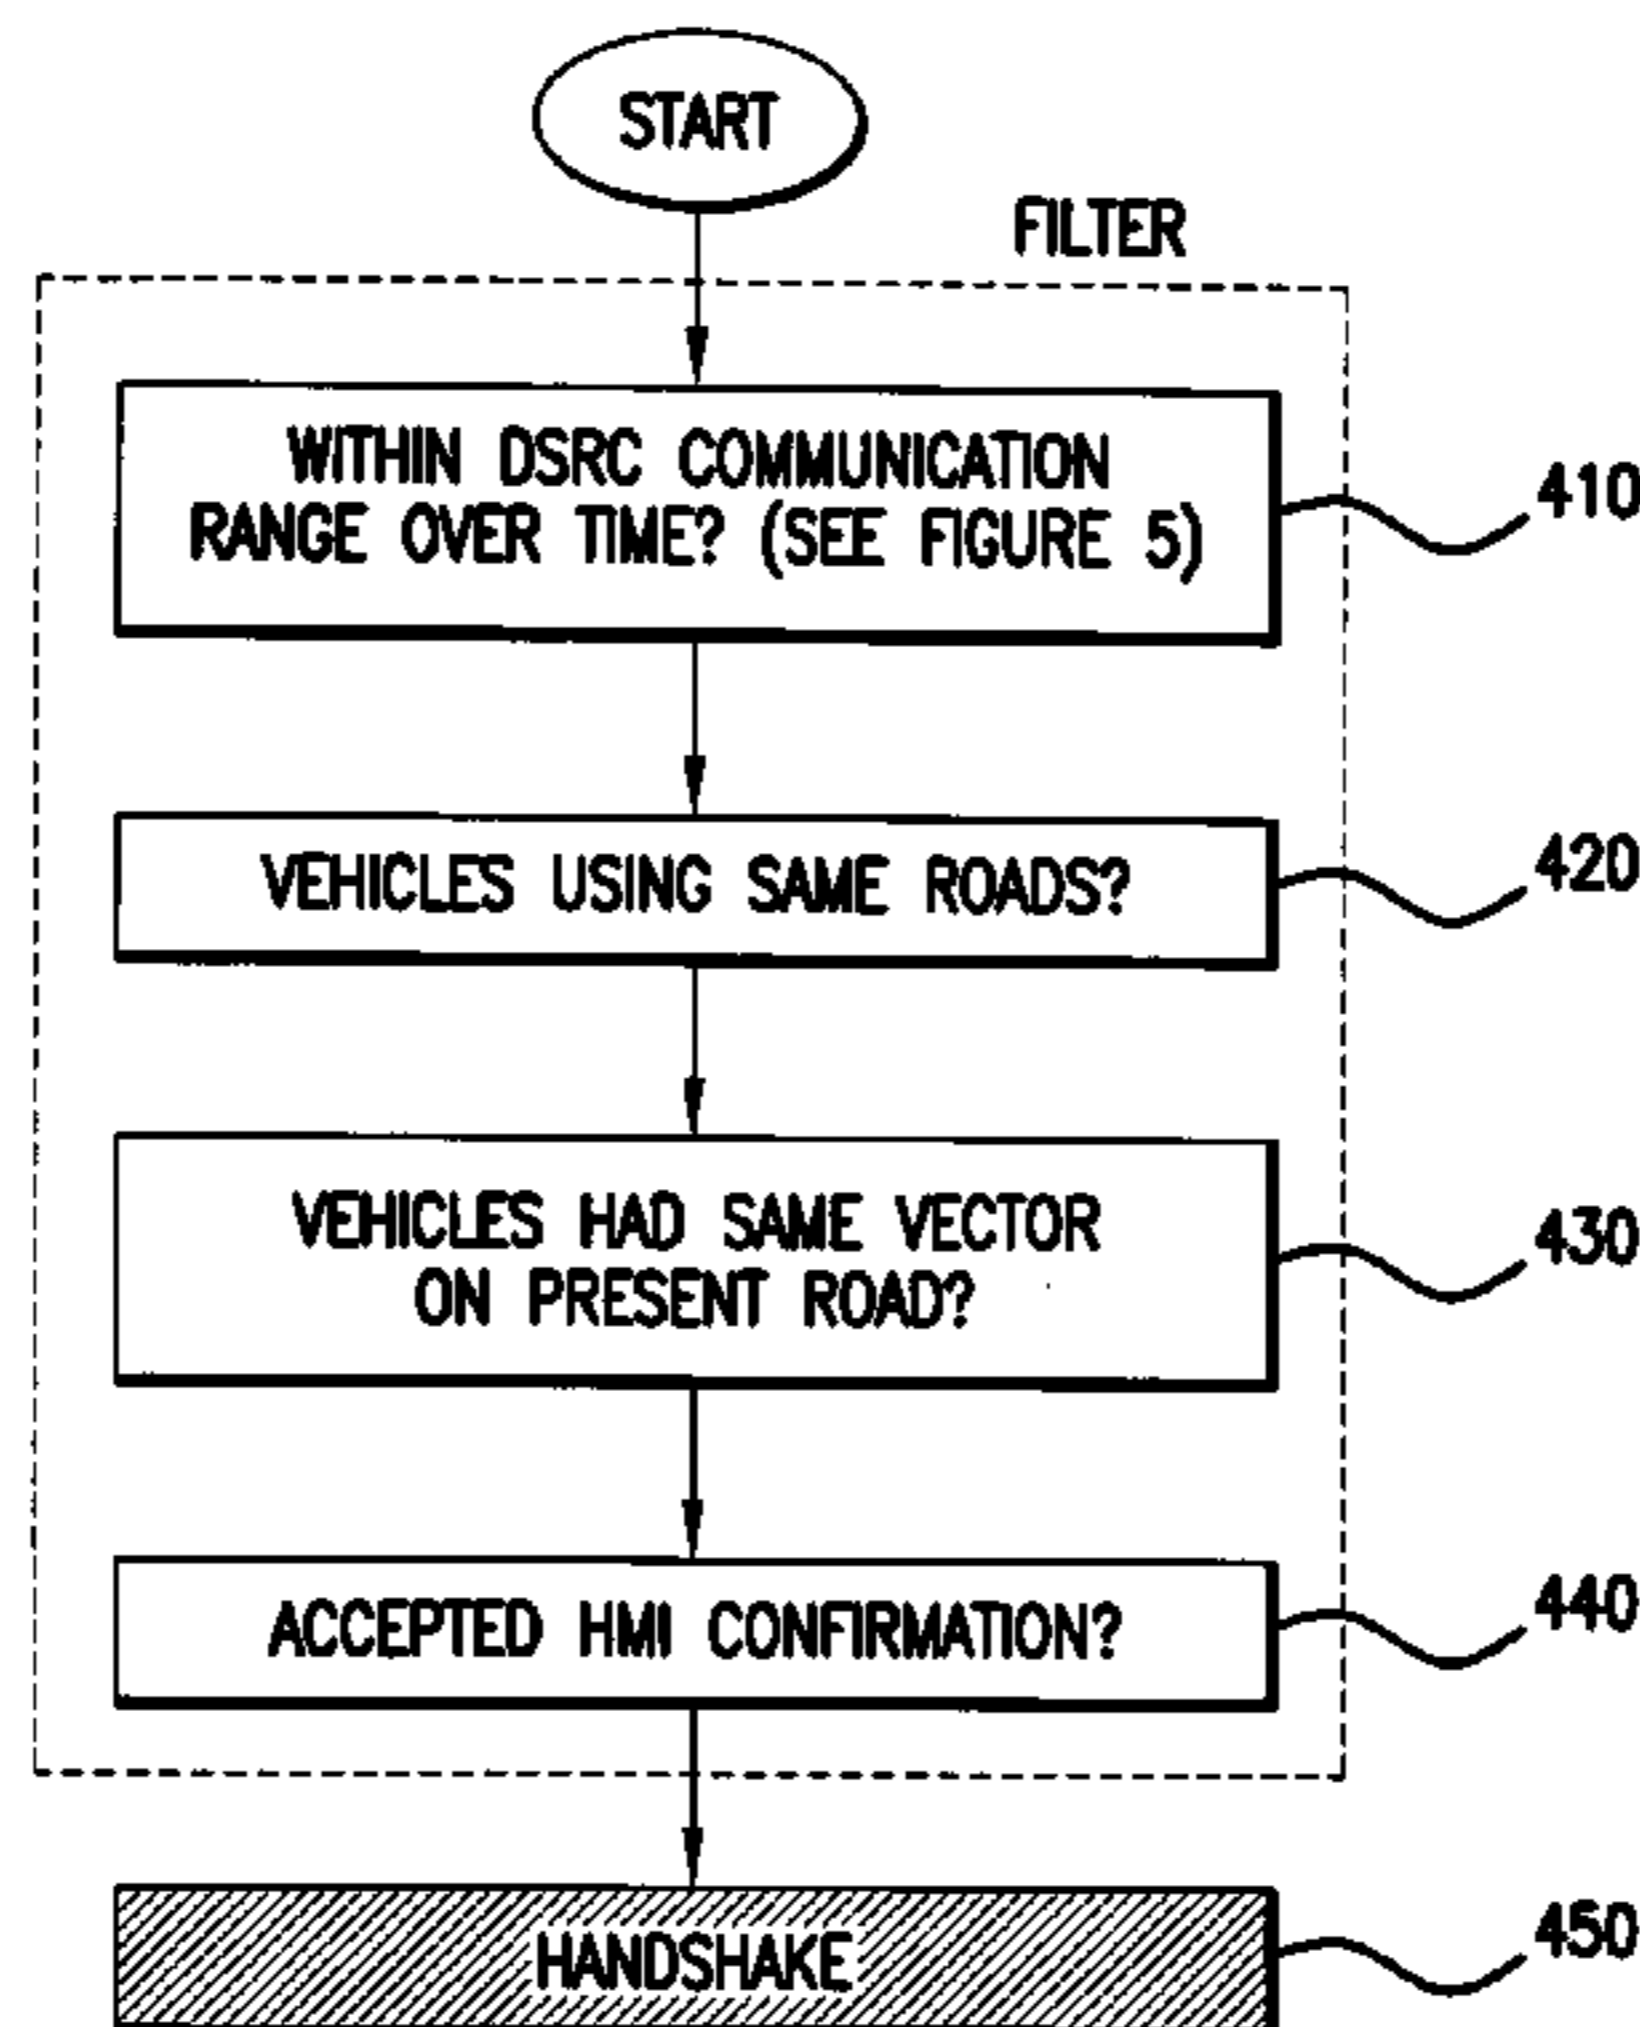 START
FILTER
WITHIN DSRC COMMUNICATION
RANGE OVER TIME? (SEE FIGURE 5)
410
VEHICLES USING SAME ROADS?
420
VEHICLES HAD SAME VECTOR
ON PRESENT ROAD?
430
ACCEPTED HMI CONFIRMATION?
440
HANDSHAKE
450